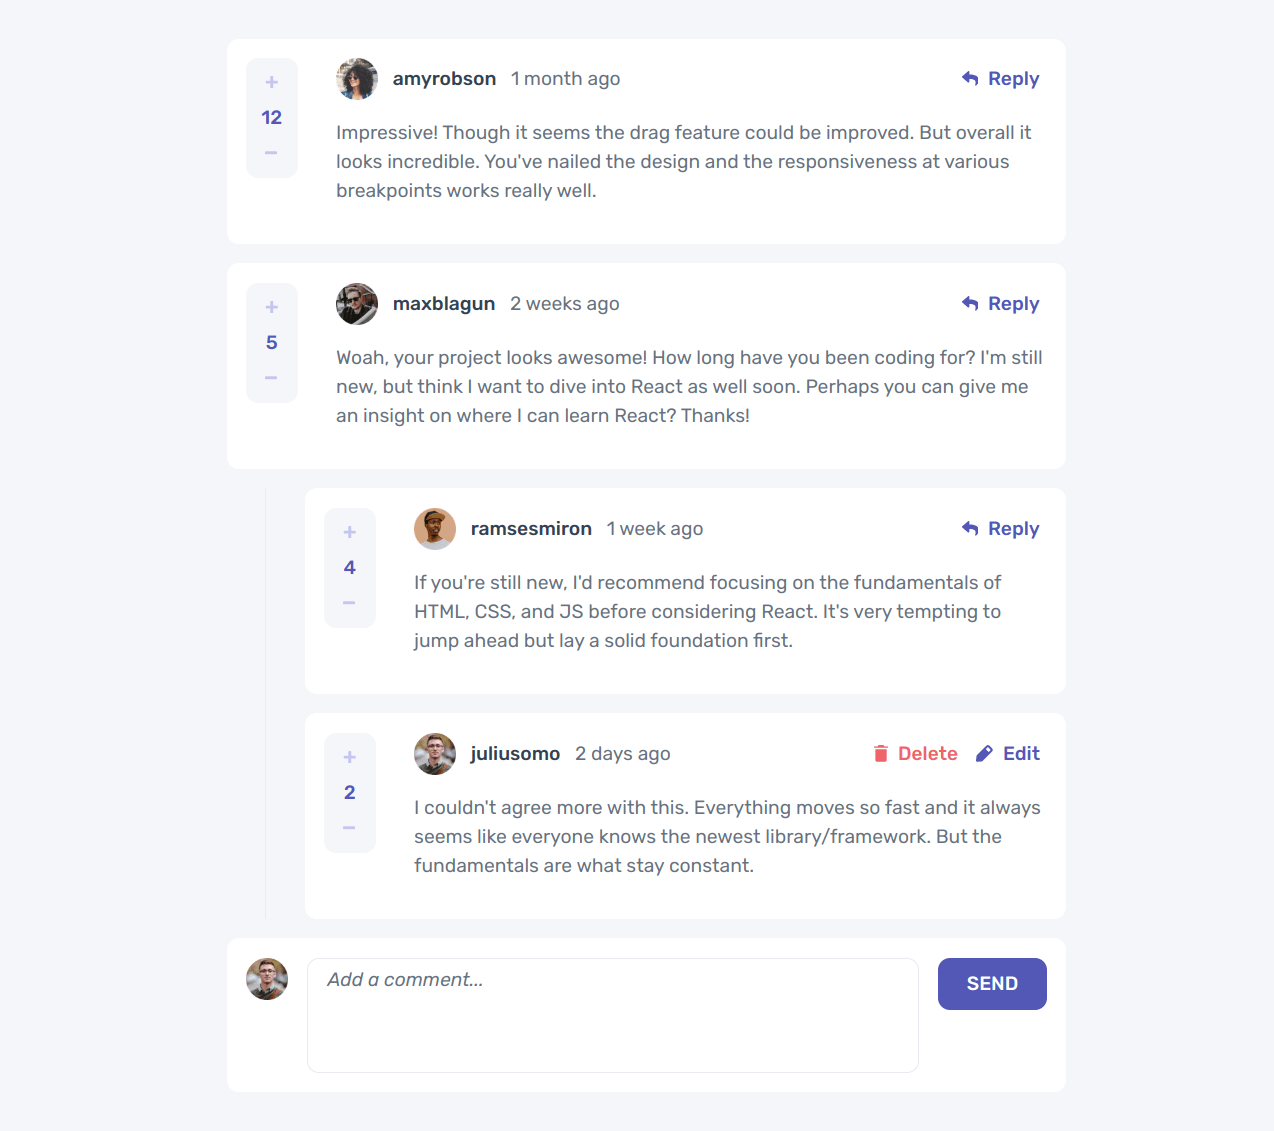 +
12
−
amyrobson 1 month ago Reply
Impressive! Though it seems the drag feature could be improved. But overall it
looks incredible. You've nailed the design and the responsiveness at various
breakpoints works really well.
+
5
−
maxblagun 2 weeks ago Reply
Woah, your project looks awesome! How long have you been coding for? I'm still
new, but think I want to dive into React as well soon. Perhaps you can give me
an insight on where I can learn React? Thanks!
+
4
−
ramsesmiron 1 week ago Reply
If you're still new, I'd recommend focusing on the fundamentals of
HTML, CSS, and JS before considering React. It's very tempting to
jump ahead but lay a solid foundation first.
+
2
−
juliusomo 2 days ago Delete Edit
I couldn't agree more with this. Everything moves so fast and it always
seems like everyone knows the newest library/framework. But the
fundamentals are what stay constant.
Add a comment...
SEND